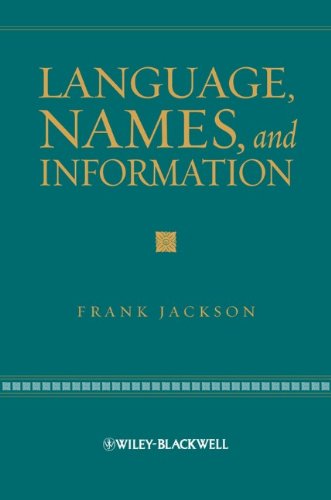 LANGUAGE,
NAMES, and
INFORMATION
FRANK JACKSON
WILEY-BLACKWELL